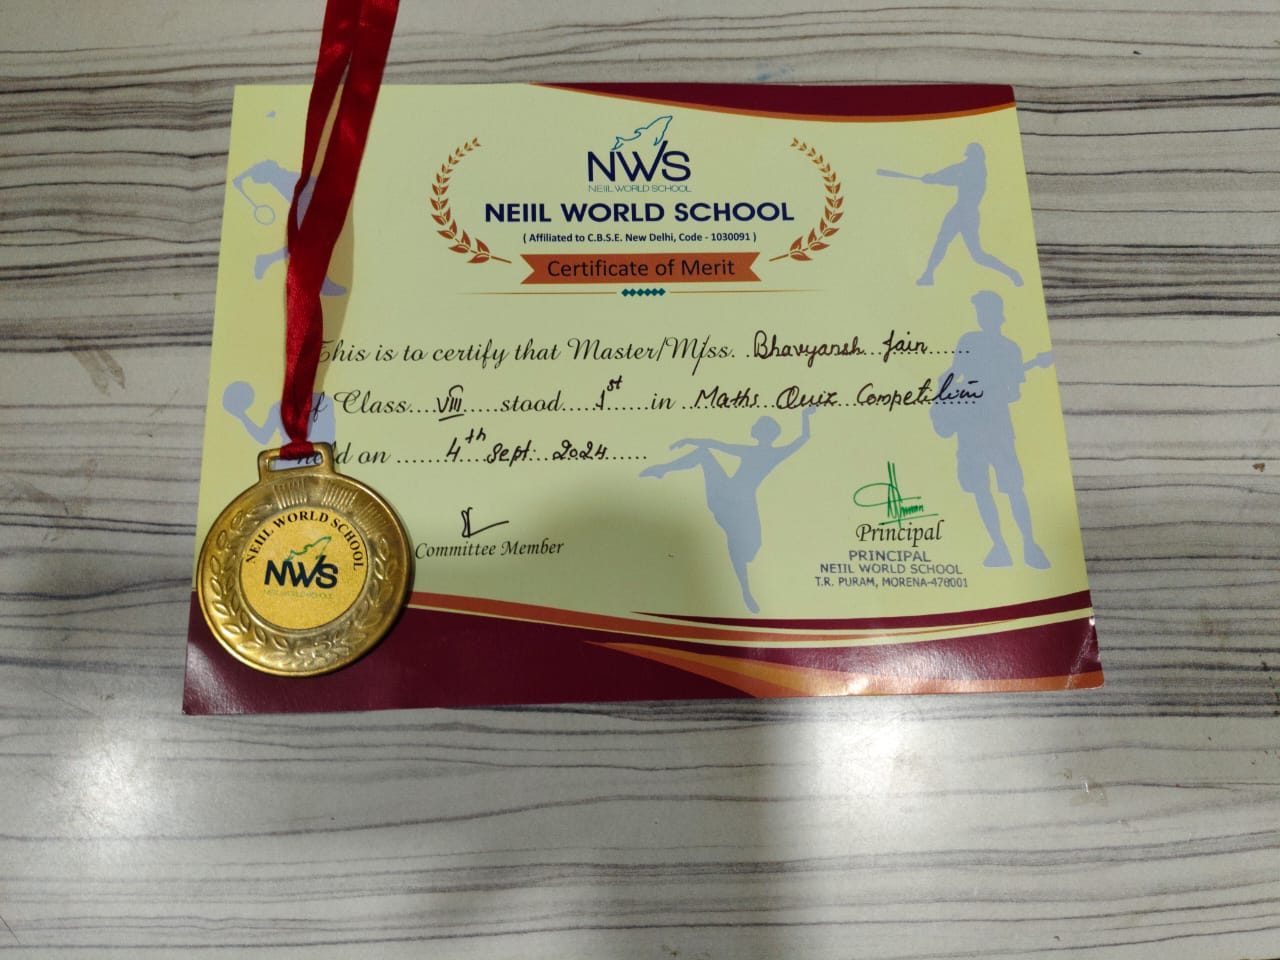 NWS
NEIIL WORLD SCHOOL
NEIIL WORLD SCHOOL
( Affiliated to C.B.S.E. New Delhi, Code - 1030091 )
Certificate of Merit
This is to certify that Master/Miss. Bhavyansh Jain
of Class VIII stood 1st in Maths Quiz Competition
held on 4th Sept. 2024
Committee Member
Principal
PRINCIPAL
NEIIL WORLD SCHOOL
T.R. PURAM, MORENA-476001
NEIIL WORLD SCHOOL
NWS
NEIIL WORLD SCHOOL